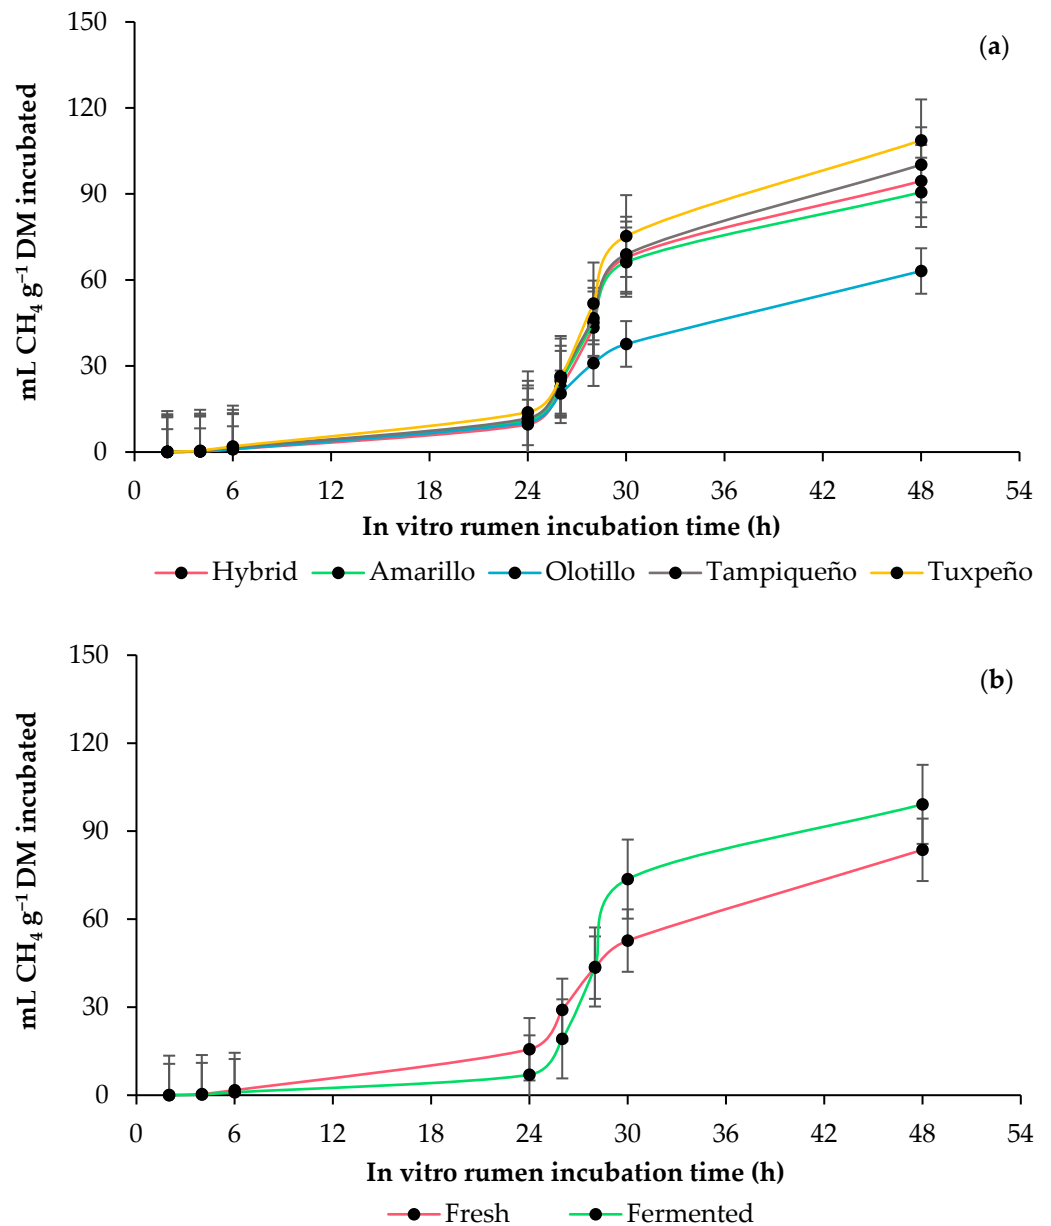 150
(a)
120
90
60
30
0
mL CH₄ g⁻¹ DM incubated
0 6 12 18 24 30 36 42 48 54
In vitro rumen incubation time (h)
Hybrid Amarillo Olotillo Tampiqueño Tuxpeño
150
(b)
120
90
60
30
0
mL CH₄ g⁻¹ DM incubated
0 6 12 18 24 30 36 42 48 54
In vitro rumen incubation time (h)
Fresh Fermented